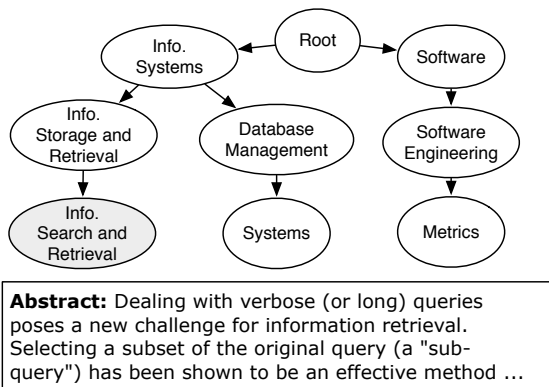 Root
Info.
Systems
Software
Info.
Storage and
Retrieval
Database
Management
Software
Engineering
Info.
Search and
Retrieval
Systems
Metrics
Abstract: Dealing with verbose (or long) queries
poses a new challenge for information retrieval.
Selecting a subset of the original query (a "sub-
query") has been shown to be an effective method ...